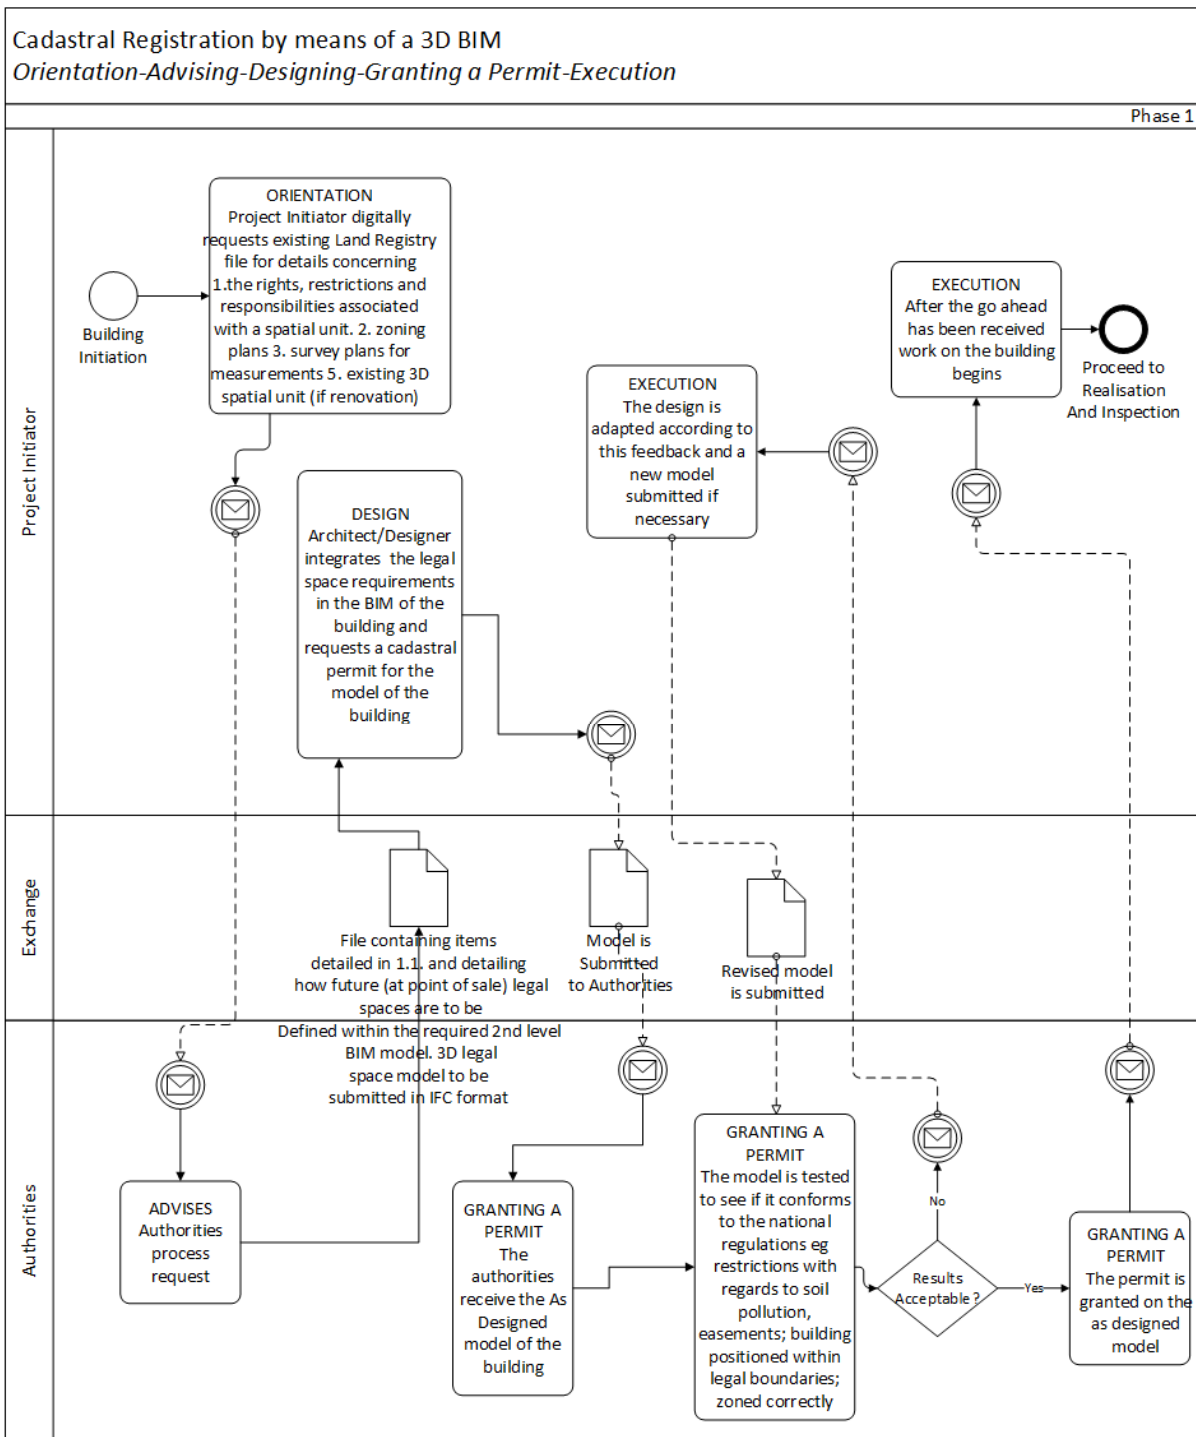 Cadastral Registration by means of a 3D BIM
Orientation-Advising-Designing-Granting a Permit-Execution
Phase 1
Project Initiator
Building
Initiation
ORIENTATION
Project Initiator digitally
requests existing Land Registry
file for details concerning
1.the rights, restrictions and
responsibilities associated
with a spatial unit. 2. zoning
plans 3. survey plans for
measurements 5. existing 3D
spatial unit (if renovation)
DESIGN
Architect/Designer
integrates the legal
space requirements
in the BIM of the
building and
requests a cadastral
permit for the
model of the
building
EXECUTION
The design is
adapted according to
this feedback and a
new model
submitted if
necessary
EXECUTION
After the go ahead
has been received
work on the building
begins
Proceed to
Realisation
And Inspection
Exchange
File containing items
detailed in 1.1. and detailing
how future (at point of sale) legal
spaces are to be
Defined within the required 2nd level
BIM model. 3D legal
space model to be
submitted in IFC format
Model is
Submitted
to Authorities
Revised model
is submitted
Authorities
ADVISES
Authorities
process
request
GRANTING A
PERMIT
The
authorities
receive the As
Designed
model of the
building
GRANTING A
PERMIT
The model is tested
to see if it conforms
to the national
regulations eg
restrictions with
regards to soil
pollution,
easements; building
positioned within
legal boundaries;
zoned correctly
Results
Acceptable?
No
Yes
GRANTING A
PERMIT
The permit is
granted on the
as designed
model